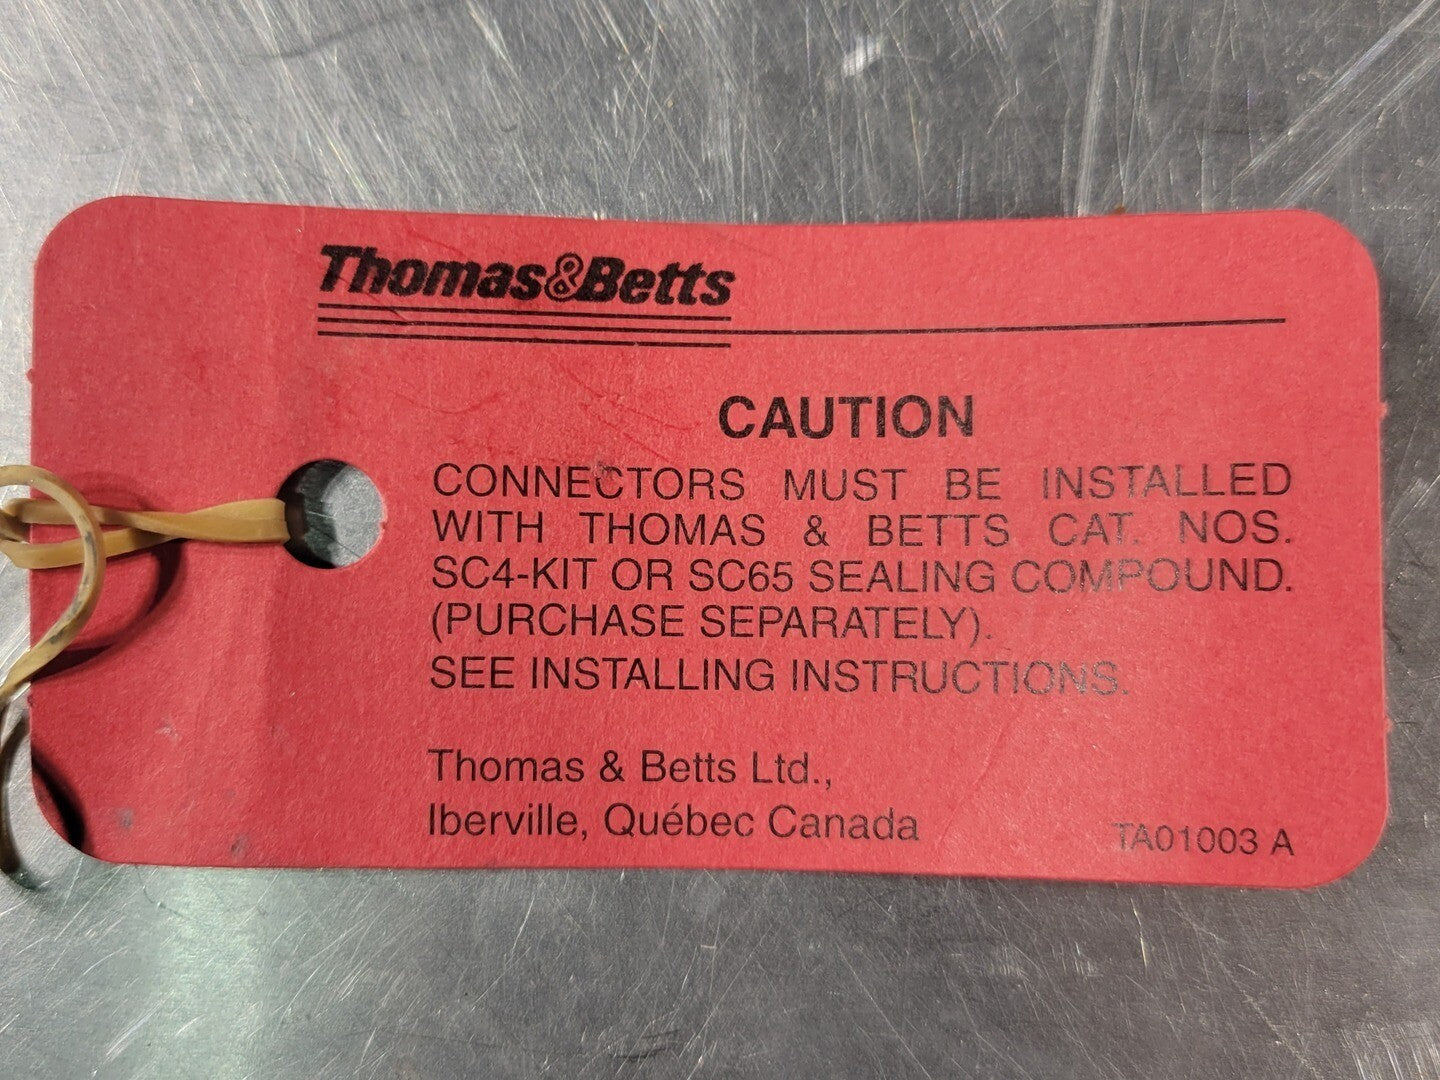 Thomas&Betts
CAUTION
CONNECTORS MUST BE INSTALLED
WITH THOMAS & BETTS CAT. NOS.
SC4-KIT OR SC65 SEALING COMPOUND.
(PURCHASE SEPARATELY).
SEE INSTALLING INSTRUCTIONS.
Thomas & Betts Ltd.,
Iberville, Québec Canada
TA01003 A